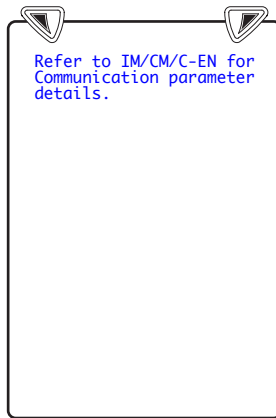 Refer to IM/CM/C-EN for
Communication parameter
details.